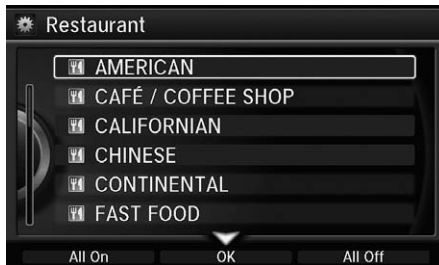 Restaurant
AMERICAN
CAFÉ / COFFEE SHOP
CALIFORNIAN
CHINESE
CONTINENTAL
FAST FOOD
All On OK All Off